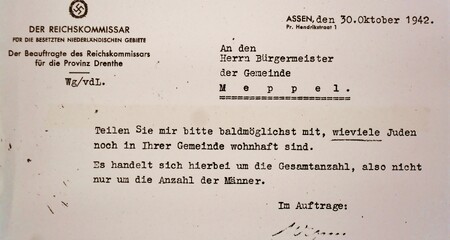 DER REICHSKOMMISSAR
FÜR DIE BESETZTEN NIEDERLÄNDISCHEN GEBIETE
Der Beauftragte des Reichskommissars
für die Provinz Drenthe
Wg/vdL.
ASSEN, den 30.Oktober 1942.
Pr. Hendrikstraat 1
An den
Herrn Bürgermeister
der Gemeinde
M e p p e l.
Teilen Sie mir bitte baldmöglichst mit, wieviele Juden
noch in Ihrer Gemeinde wohnhaft sind.
Es handelt sich hierbei um die Gesamtanzahl, also nicht
nur um die Anzahl der Männer.
Im Auftrage: